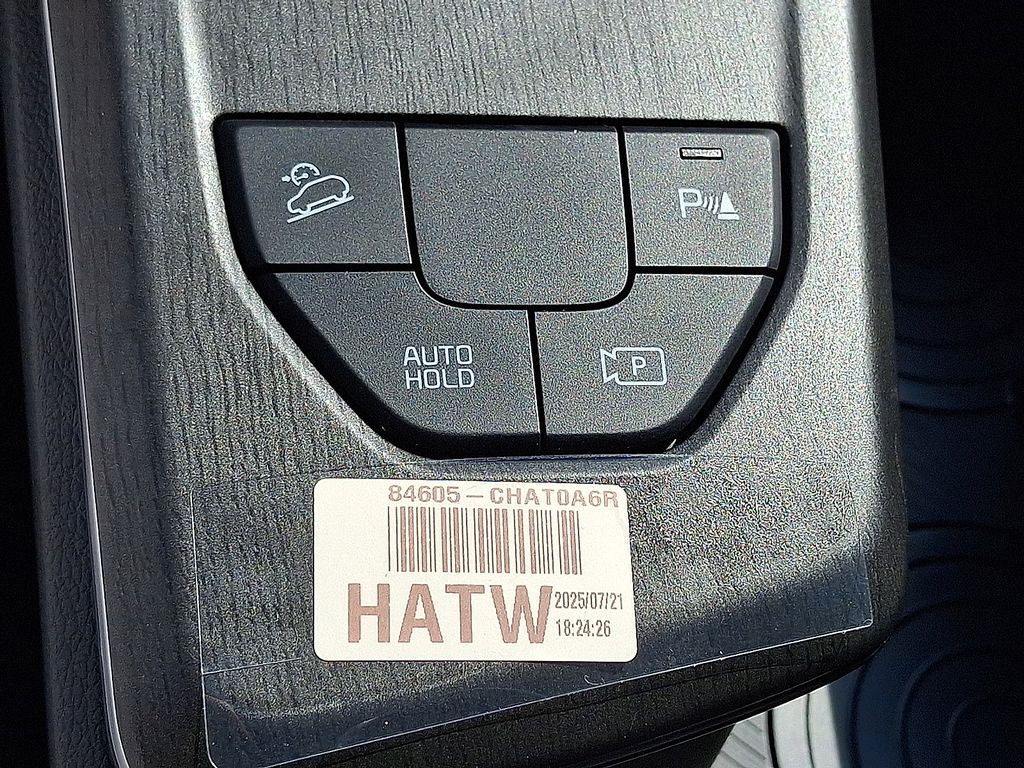 P
AUTO
HOLD
P
84605-CHAT0A6R
HATW
2025/07/21
18:24:26